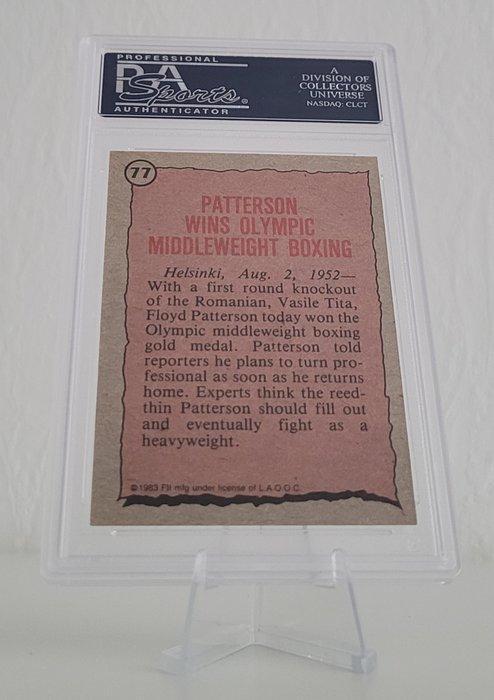 PROFESSIONAL
PSA
Sports®
AUTHENTICATOR
A
DIVISION OF
COLLECTORS
UNIVERSE
NASDAQ: CLCT
77
PATTERSON
WINS OLYMPIC
MIDDLEWEIGHT BOXING
Helsinki, Aug. 2, 1952—
With a first round knockout
of the Romanian, Vasile Tita,
Floyd Patterson today won the
Olympic middleweight boxing
gold medal. Patterson told
reporters he plans to turn pro-
fessional as soon as he returns
home. Experts think the reed-
thin Patterson should fill out
and eventually fight as a
heavyweight.
©1983 FII mfg under license of L.A.O.O.C.